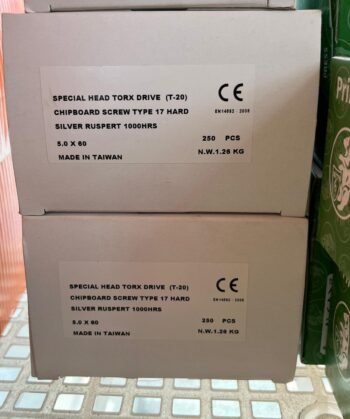 SPECIAL HEAD TORX DRIVE (T-20)
CHIPBOARD SCREW TYPE 17 HARD
SILVER RUSPERT 1000HRS
5.0 X 60
MADE IN TAIWAN
CE
EN14592 2008
250 PCS
N.W.1.26 KG
SPECIAL HEAD TORX DRIVE (T-20)
CHIPBOARD SCREW TYPE 17 HARD
SILVER RUSPERT 1000HRS
5.0 X 60
MADE IN TAIWAN
CE
250 PCS
N.W.1.26 KG
PRESS
Pri